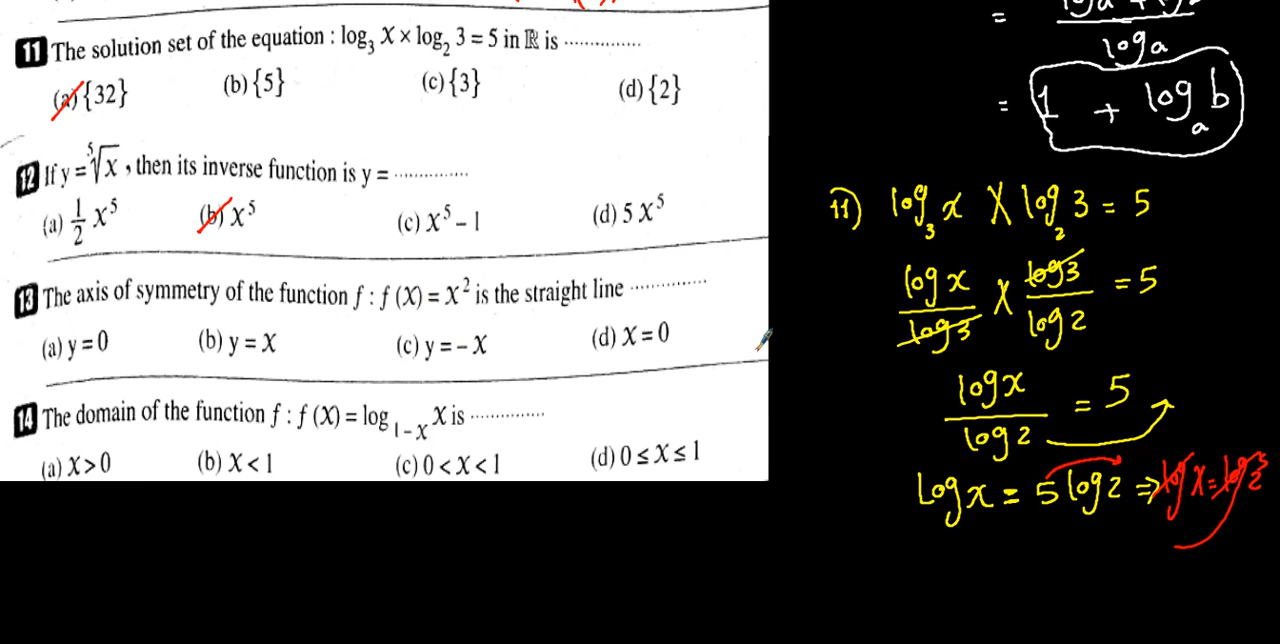 11 The solution set of the equation : log₃ X × log₂ 3 = 5 in ℝ is ...............
(a) {32} (b) {5} (c) {3} (d) {2}
12 If y = ⁵√x , then its inverse function is y = ...............
(a) 1/2 x⁵ (b) x⁵ (c) x⁵ – 1 (d) 5 x⁵
13 The axis of symmetry of the function f : f (X) = x² is the straight line ...............
(a) y = 0 (b) y = X (c) y = – X (d) X = 0
14 The domain of the function f : f (X) = log₁₋ₓ X is ...............
(a) X > 0 (b) X < 1 (c) 0 < X < 1 (d) 0 ≤ X ≤ 1
=
log a
= 1 + logₐ b
11) log₃ x X log₂ 3 = 5
log x / log 3 X log 3 / log 2 = 5
log x / log 2 = 5
Log x = 5 log 2 ⇒ log x = log 2⁵